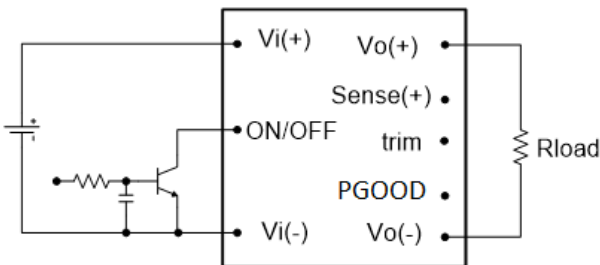 Vi(+)
Vo(+)
Sense(+)
ON/OFF
trim
Rload
PGOOD
Vi(-)
Vo(-)